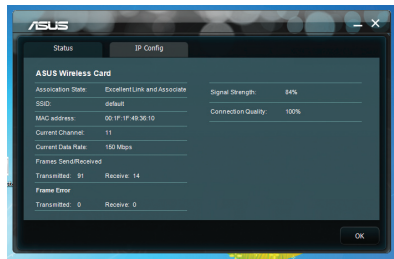 ASUS
Status
IP Config
ASUS Wireless Card
Assoication State: Excellent Link and Associate
Signal Strength: 84%
SSID: default
Connection Quality: 100%
MAC address: 00:1F:1F:49:36:10
Current Channel: 11
Current Data Rate: 150 Mbps
Frames Send/Received
Transmitted: 91 Receive: 14
Frame Error
Transmitted: 0 Receive: 0
OK